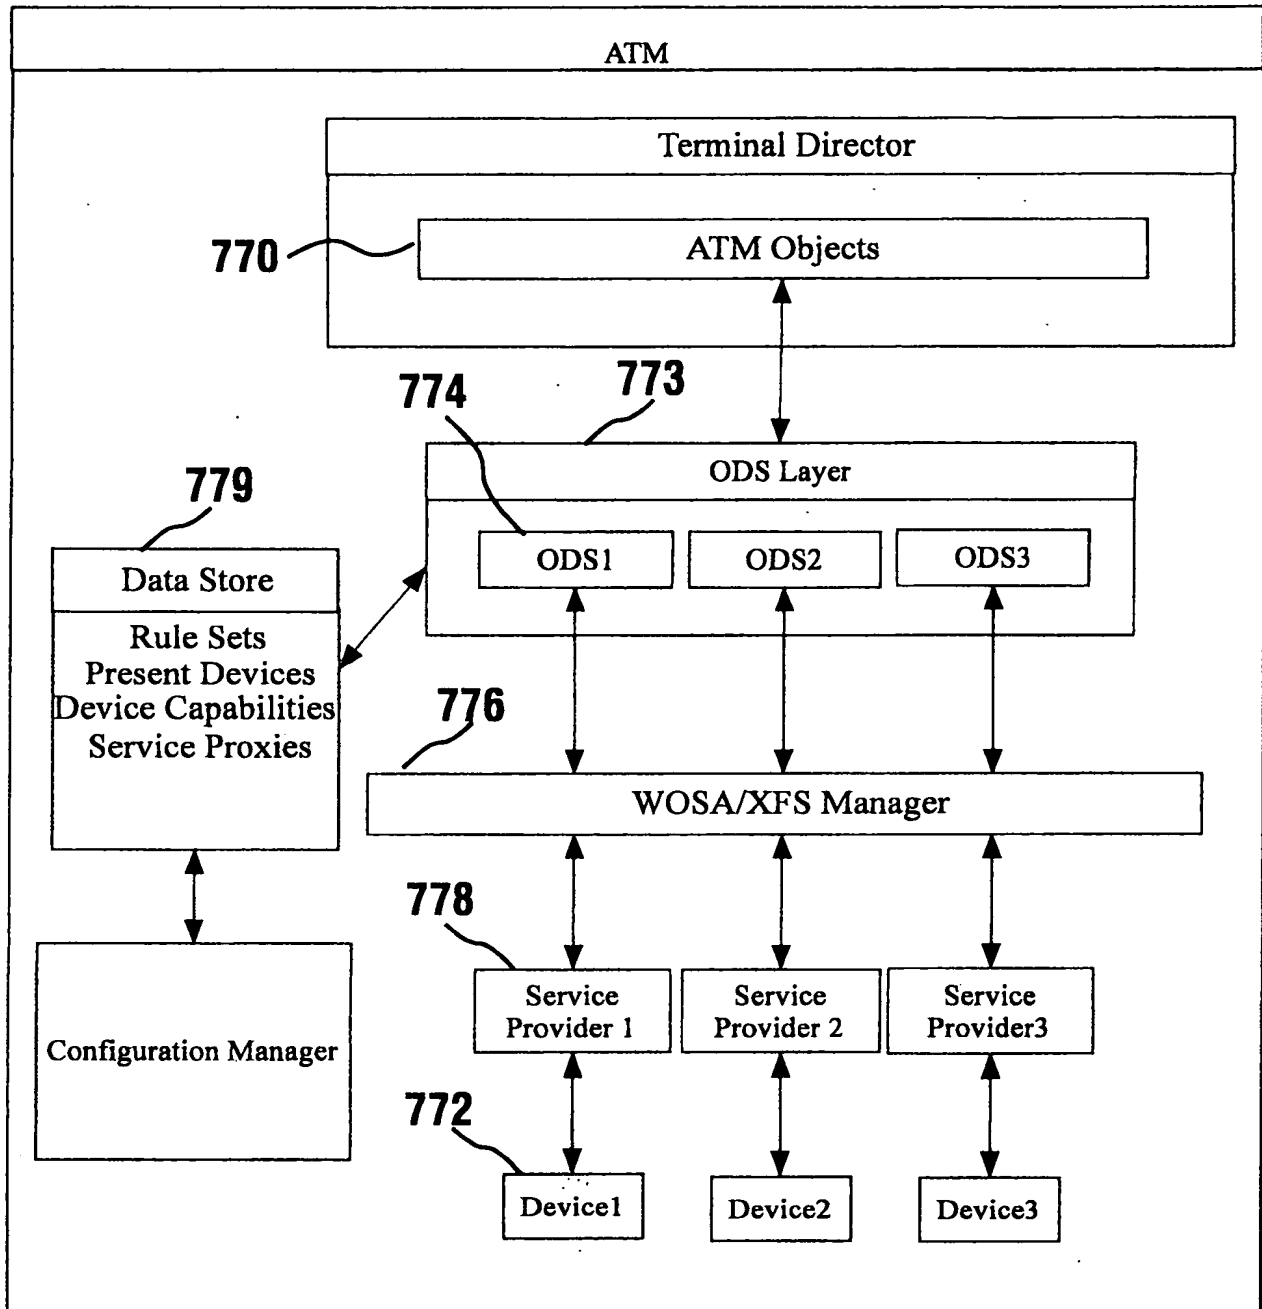 ATM
Terminal Director
770
ATM Objects
773
774
ODS Layer
779
ODS1
ODS2
ODS3
Data Store
Rule Sets
Present Devices
Device Capabilities
Service Proxies
776
WOSA/XFS Manager
778
Service
Provider 1
Service
Provider 2
Service
Provider3
Configuration Manager
772
Device1
Device2
Device3